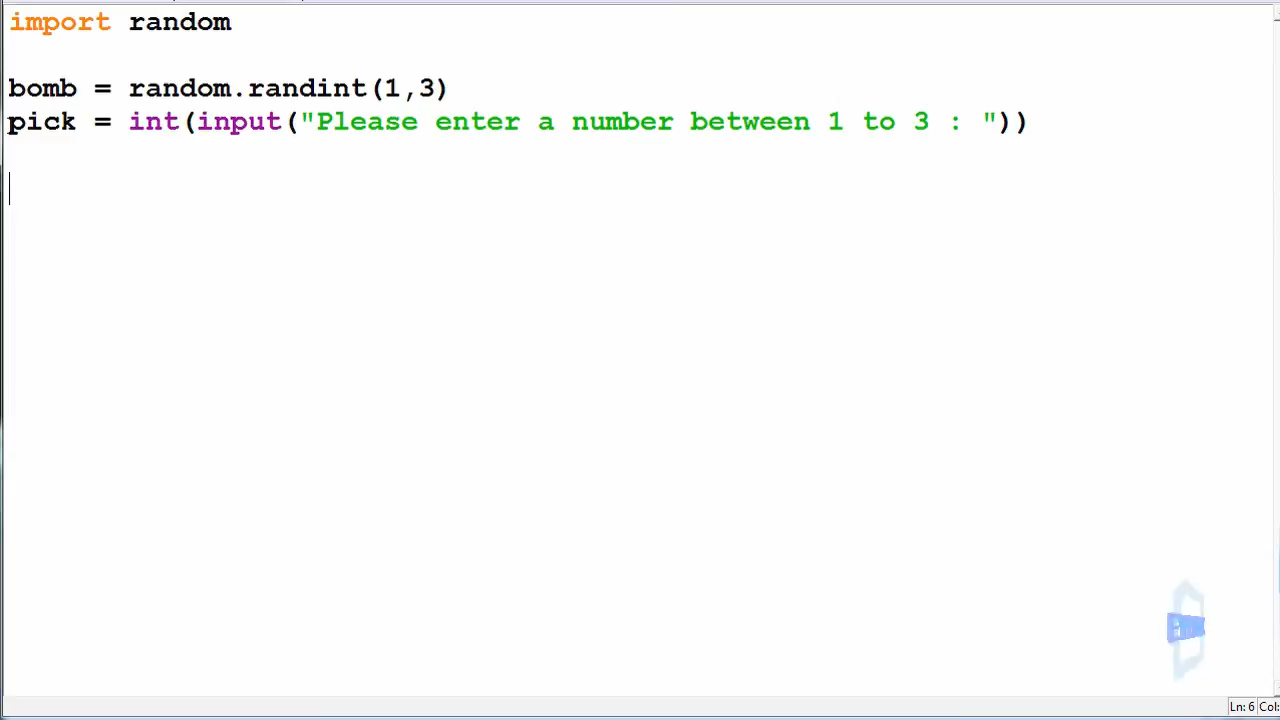 import random
bomb = random.randint(1,3)
pick = int(input("Please enter a number between 1 to 3 : "))
Ln: 6 Col: